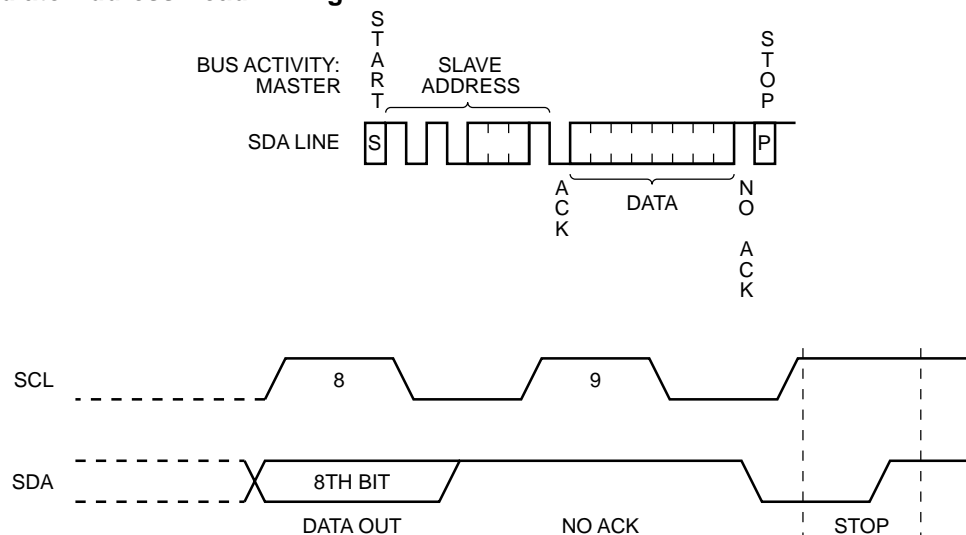 S
T
A
R
T
S
T
O
P
BUS ACTIVITY:
MASTER
SLAVE
ADDRESS
SDA LINE
S
P
A
C
K
DATA
N
O
A
C
K
SCL
8
9
SDA
8TH BIT
DATA OUT
NO ACK
STOP